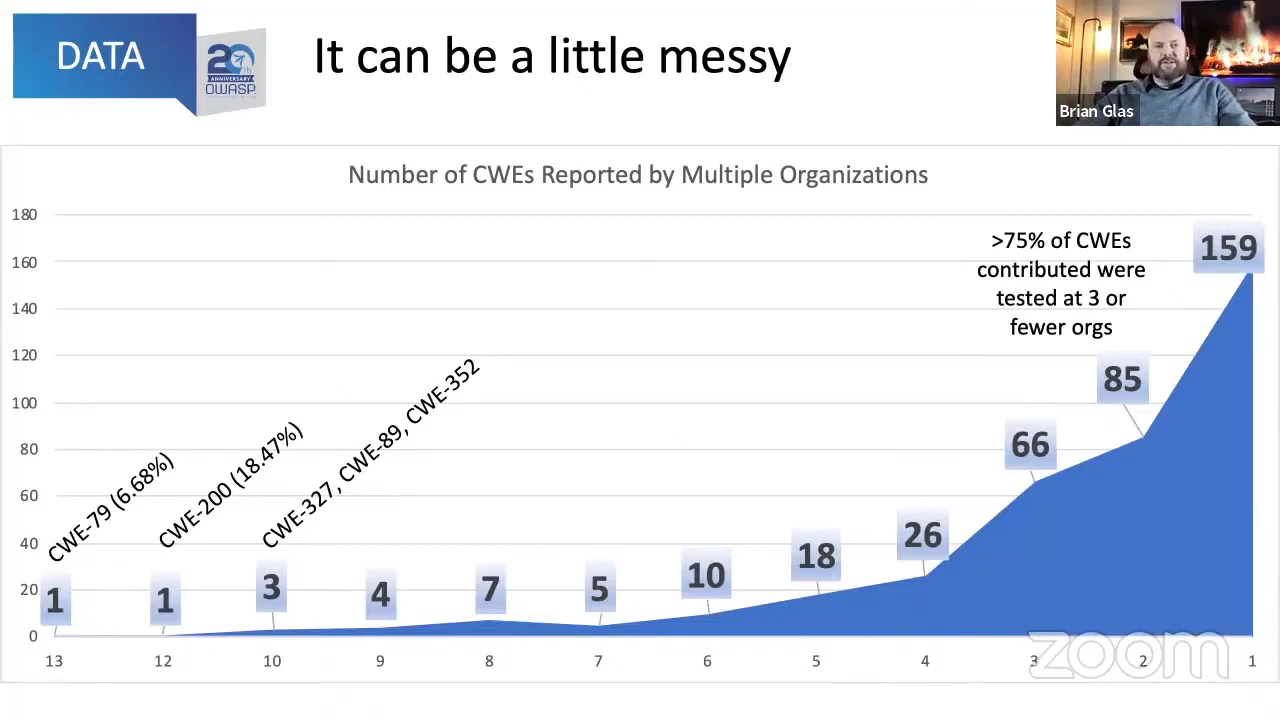 DATA
20
ANNIVERSARY
OWASP
It can be a little messy
Brian Glas
Number of CWEs Reported by Multiple Organizations
180
160
140
120
100
80
60
40
20
0
>75% of CWEs
contributed were
tested at 3 or
fewer orgs
CWE-79 (6.68%)
CWE-200 (18.47%)
CWE-327, CWE-89, CWE-352
1 1 3 4 7 5 10 18 26 66 85 159
13 12 10 9 8 7 6 5 4 3 2 1
zoom